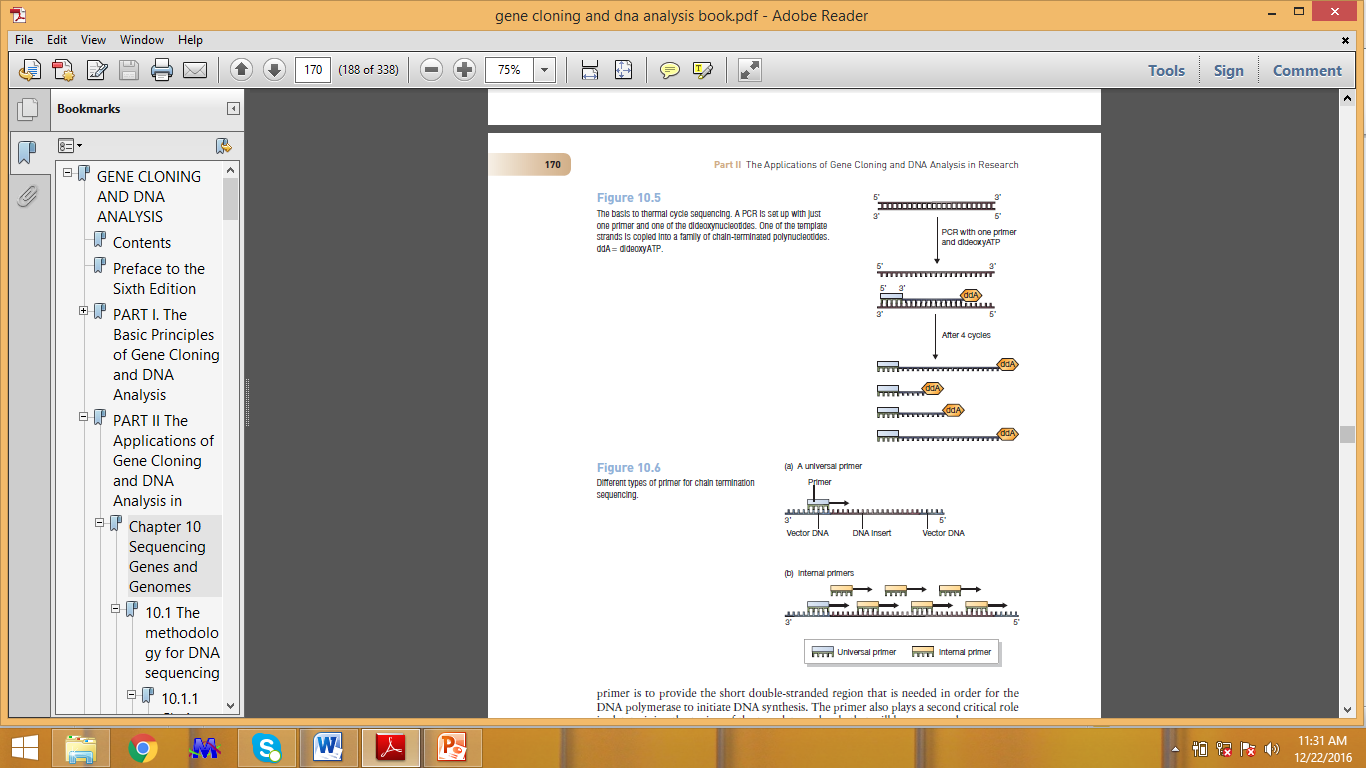 gene cloning and dna analysis book.pdf - Adobe Reader
File Edit View Window Help
170 (188 of 338) 75% Tools Sign Comment
Bookmarks
GENE CLONING
AND DNA
ANALYSIS
Contents
Preface to the
Sixth Edition
PART I. The
Basic Principles
of Gene Cloning
and DNA
Analysis
PART II The
Applications of
Gene Cloning
and DNA
Analysis in
Chapter 10
Sequencing
Genes and
Genomes
10.1 The
methodolo
gy for DNA
sequencing
10.1.1
170 Part II The Applications of Gene Cloning and DNA Analysis in Research
Figure 10.5
The basis to thermal cycle sequencing. A PCR is set up with just
one primer and one of the dideoxynucleotides. One of the template
strands is copied into a family of chain-terminated polynucleotides.
ddA = dideoxyATP.
5' 3'
3' 5'
PCR with one primer
and dideoxyATP
5' 3'
5' 3'
ddA
3' 5'
After 4 cycles
ddA
ddA
ddA
ddA
Figure 10.6
Different types of primer for chain termination
sequencing.
(a) A universal primer
Primer
3' 5'
Vector DNA DNA insert Vector DNA
(b) Internal primers
3' 5'
Universal primer Internal primer
primer is to provide the short double-stranded region that is needed in order for the
DNA polymerase to initiate DNA synthesis. The primer also plays a second critical role
11:31 AM
12/22/2016